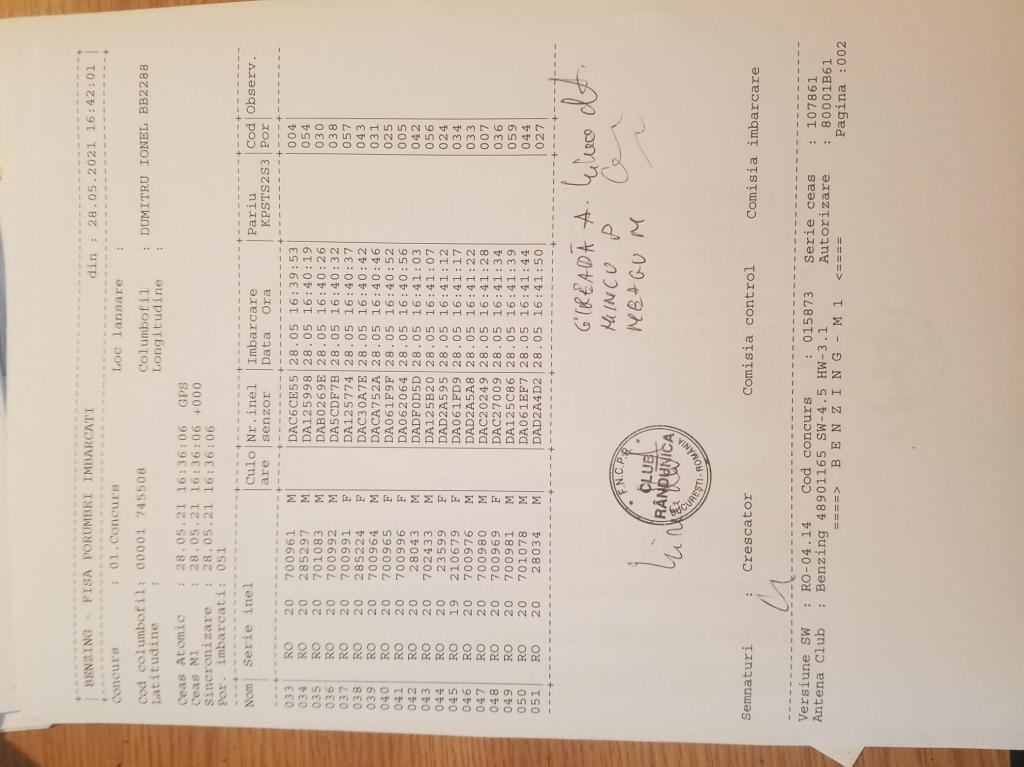 BENZING - FISA PORUMBEI IMBARCATI din : 28.05.2021 16:42:01
Concurs : 01.Concurs Loc lansare :
Cod columbofil: 00001 745508 Columbofil : DUMITRU IONEL BB2288
Latitudine : Longitudine :
Ceas Atomic : 28.05.21 16:36:06 GPS
Ceas M1 : 28.05.21 16:36:06 +000
Sincronizare : 28.05.21 16:36:06
Por. imbarcati: 051
Nom Serie inel Culo Nr.inel Imbarcare Pariu Cod Observ.
are senzor Data Ora KPSTS2S3 Por
033 RO 20 700961 M DAC6CE55 28.05 16:39:53 004
034 RO 20 285297 M DA125998 28.05 16:40:19 054
035 RO 20 701083 M DAB0269E 28.05 16:40:26 030
036 RO 20 700992 M DA5CDF7B 28.05 16:40:32 038
037 RO 20 700991 F DA125774 28.05 16:40:37 057
038 RO 20 285224 F DAC30A7E 28.05 16:40:42 043
039 RO 20 700964 M DACA752A 28.05 16:40:46 031
040 RO 20 700965 F DA061F9F 28.05 16:40:52 025
041 RO 20 700996 F DA062064 28.05 16:40:56 005
042 RO 20 28043 M DADF0D5D 28.05 16:41:03 042
043 RO 20 702433 M DA125B20 28.05 16:41:07 056
044 RO 20 23599 F DAD2A595 28.05 16:41:12 024
045 RO 19 210679 F DA061FD9 28.05 16:41:17 034
046 RO 20 700976 M DAD2A5A8 28.05 16:41:22 033
047 RO 20 700980 M DAC20249 28.05 16:41:28 007
048 RO 20 700969 F DAC27009 28.05 16:41:34 036
049 RO 20 700981 M DA125C86 28.05 16:41:39 059
050 RO 20 701078 M DA061EF7 28.05 16:41:44 044
051 RO 20 28034 M DAD2A4D2 28.05 16:41:50 027
A.
MINCU P
NEAGU M
F.N.C.P.R.
CLUB
RÂNDUNICA
BUCUREŞTI-ROMANIA
Semnaturi : Crescator Comisia control Comisia imbarcare
Versiune SW : RO-04.14 Cod concurs : 015873 Serie ceas : 107861
Antena Club : Benzing 48901165 SW-4.5 HW-3.1 Autorizare : 80001B61
====> B E N Z I N G - M 1 <==== Pagina :002